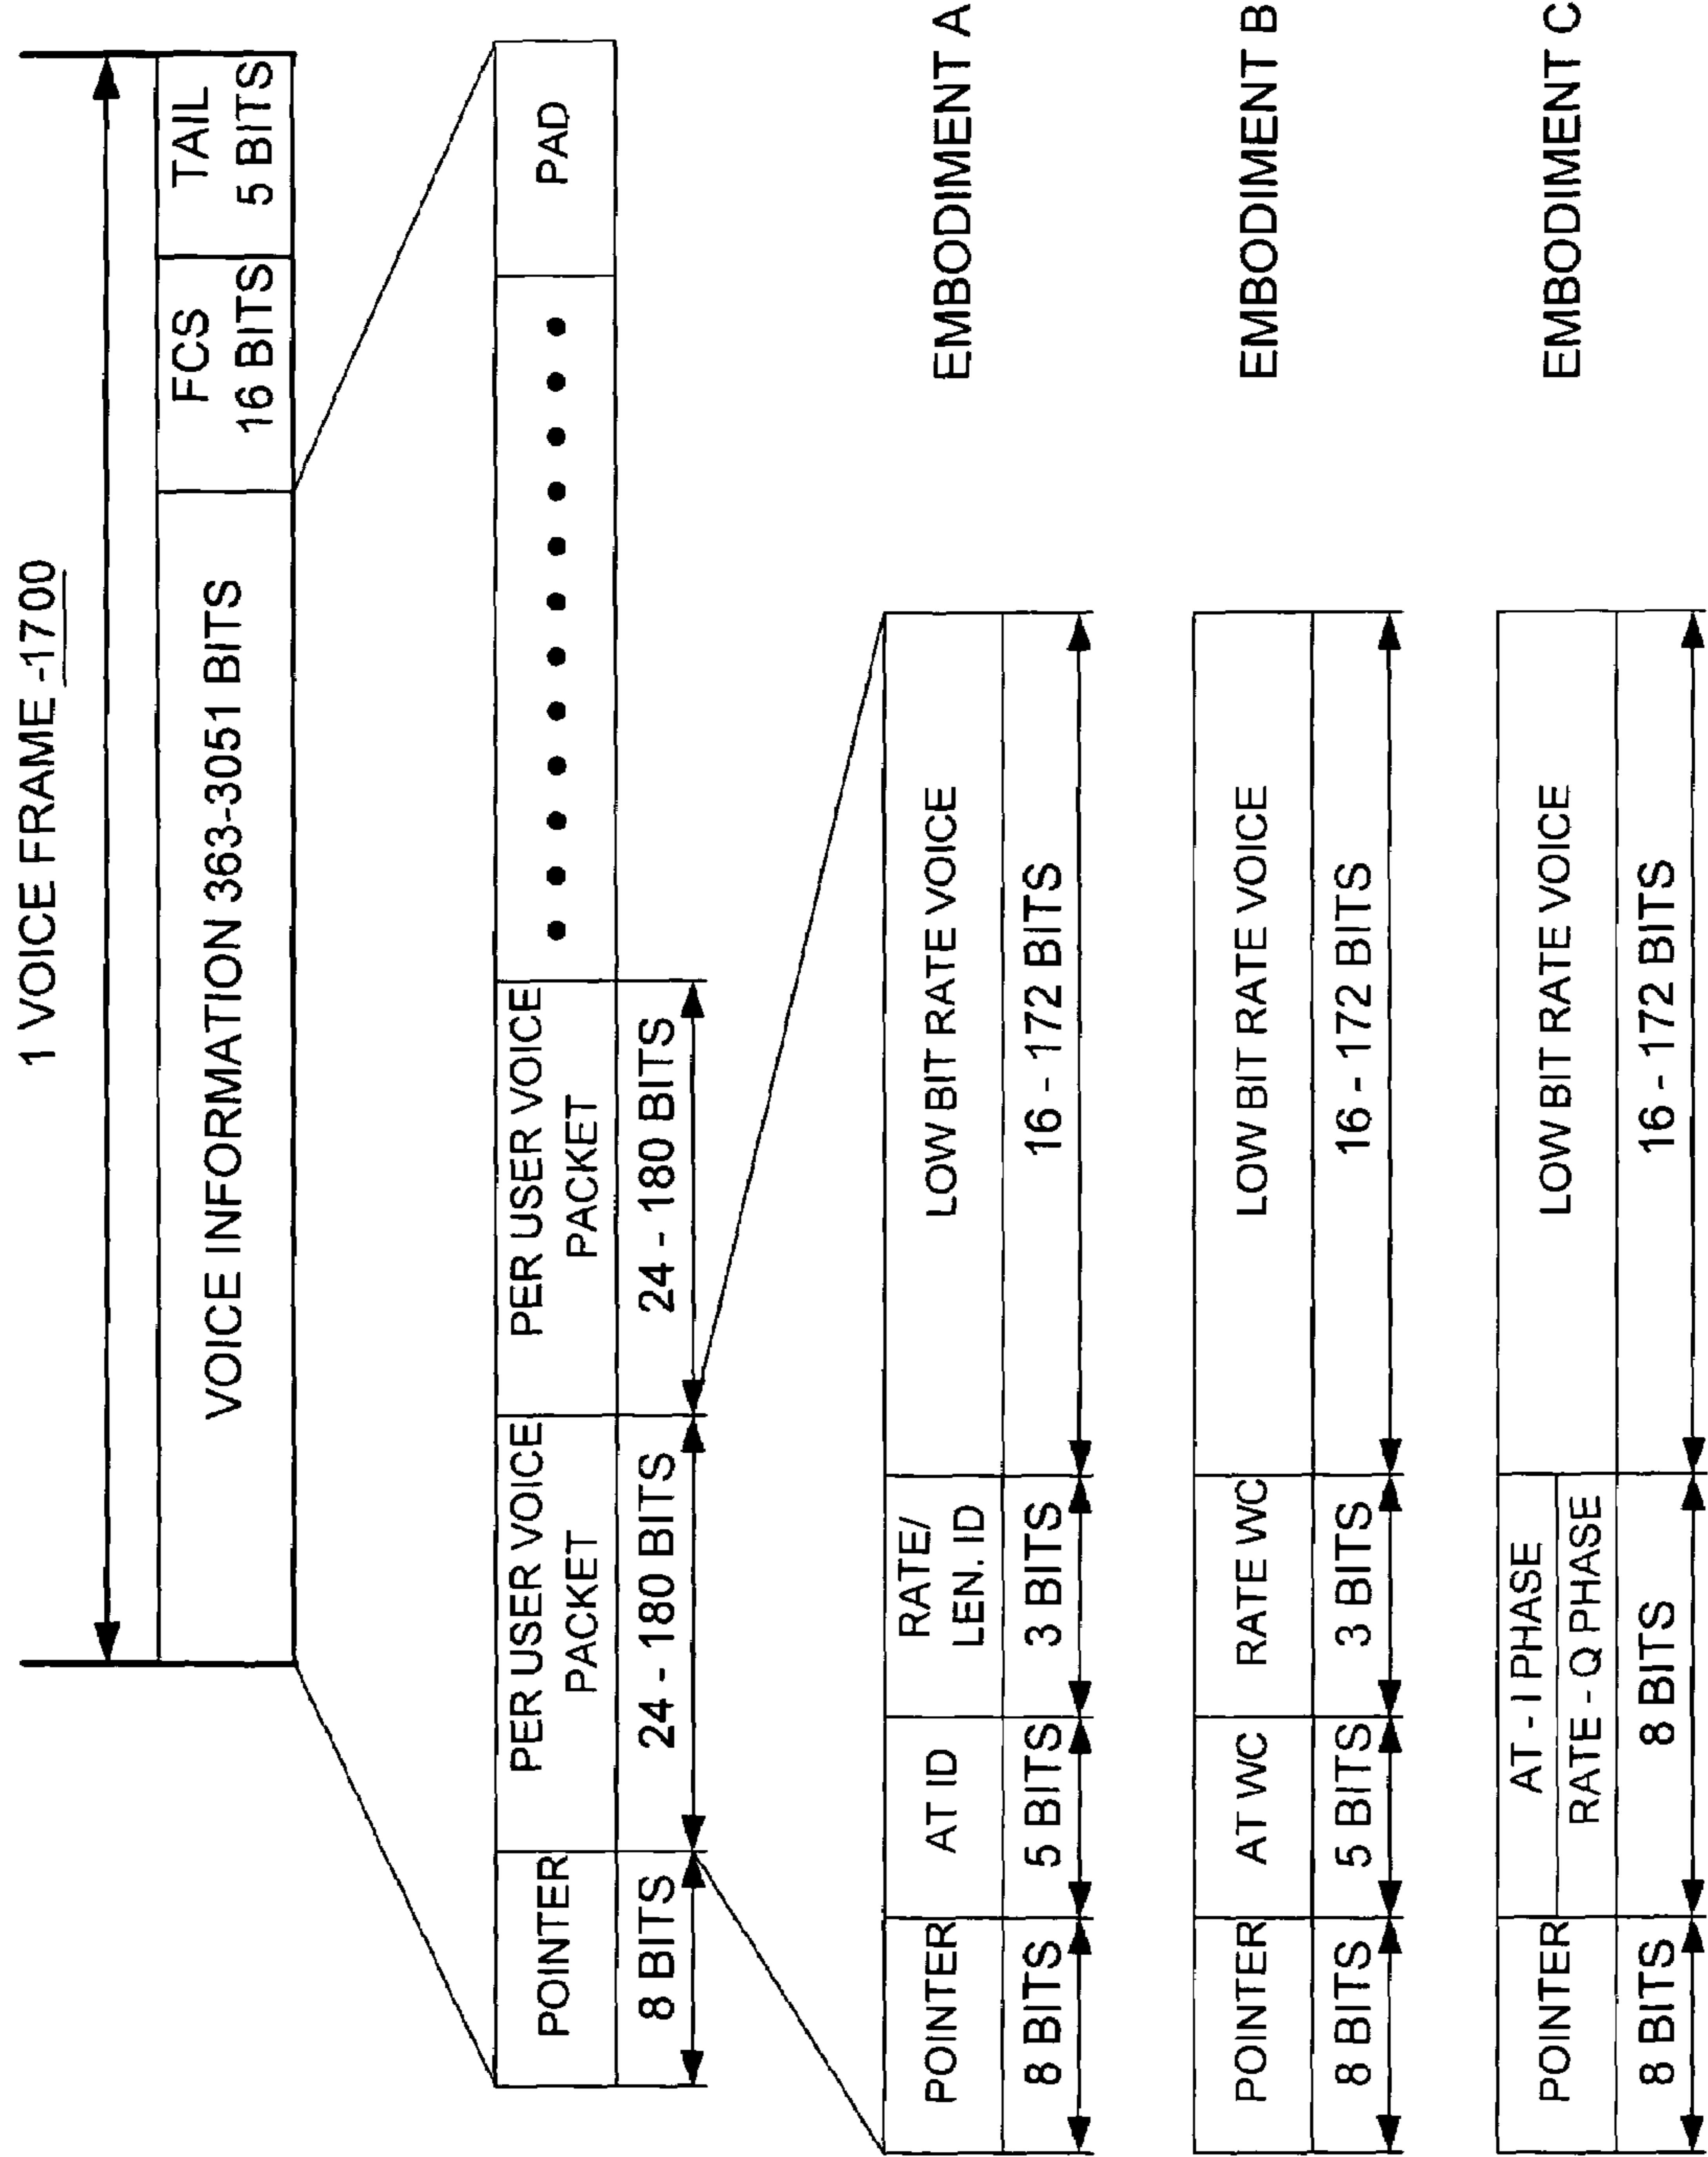 1 VOICE FRAME -1700
VOICE INFORMATION 363-3051 BITS
FCS
16 BITS
TAIL
5 BITS
POINTER
8 BITS
PER USER VOICE
PACKET
24 - 180 BITS
PER USER VOICE
PACKET
24 - 180 BITS
PAD
POINTER
8 BITS
AT ID
5 BITS
RATE/
LEN. ID
3 BITS
LOW BIT RATE VOICE
16 - 172 BITS
EMBODIMENT A
POINTER
8 BITS
AT WC
5 BITS
RATE WC
3 BITS
LOW BIT RATE VOICE
16 - 172 BITS
EMBODIMENT B
POINTER
8 BITS
AT - I PHASE
RATE - Q PHASE
8 BITS
LOW BIT RATE VOICE
16 - 172 BITS
EMBODIMENT C